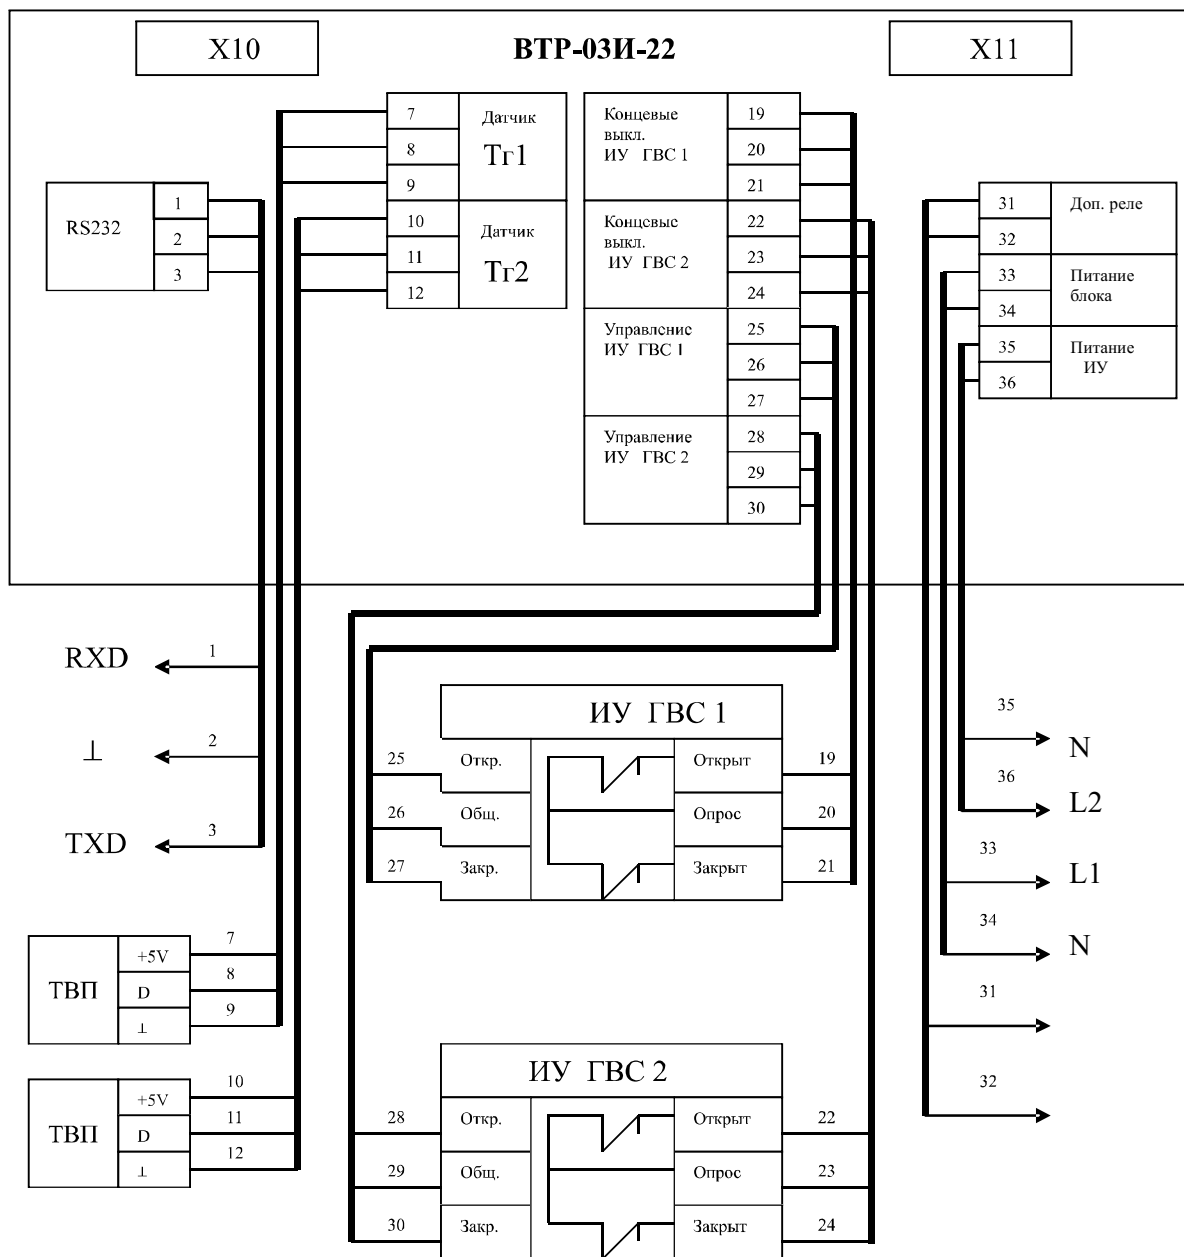 X10
ВТР-03И-22
X11
RS232
1
2
3
7
8
9
Датчик
Тг1
10
11
12
Датчик
Тг2
Концевые
выкл.
ИУ ГВС 1
19
20
21
Концевые
выкл.
ИУ ГВС 2
22
23
24
Управление
ИУ ГВС 1
25
26
27
Управление
ИУ ГВС 2
28
29
30
31
32
Доп. реле
33
34
Питание
блока
35
36
Питание
ИУ
RXD
1
⊥
2
TXD
3
ТВП
+5V
7
D
8
⊥
9
ТВП
+5V
10
D
11
⊥
12
ИУ ГВС 1
25
Откр.
Открыт
19
26
Общ.
Опрос
20
27
Закр.
Закрыт
21
ИУ ГВС 2
28
Откр.
Открыт
22
29
Общ.
Опрос
23
30
Закр.
Закрыт
24
35
N
36
L2
33
L1
34
N
31
32